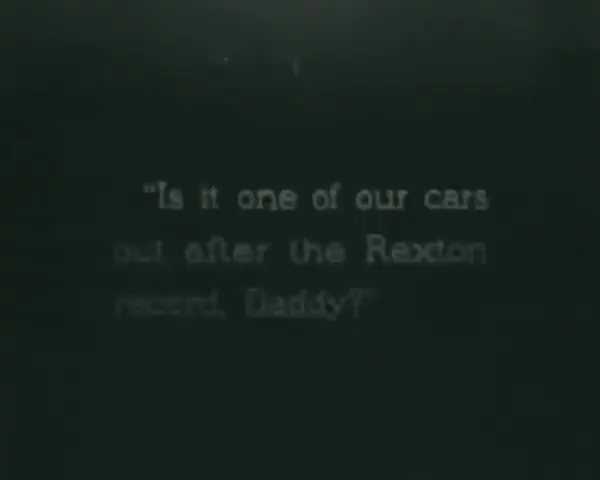 "Is it one of our cars
out after the Rexton
record, Daddy?"